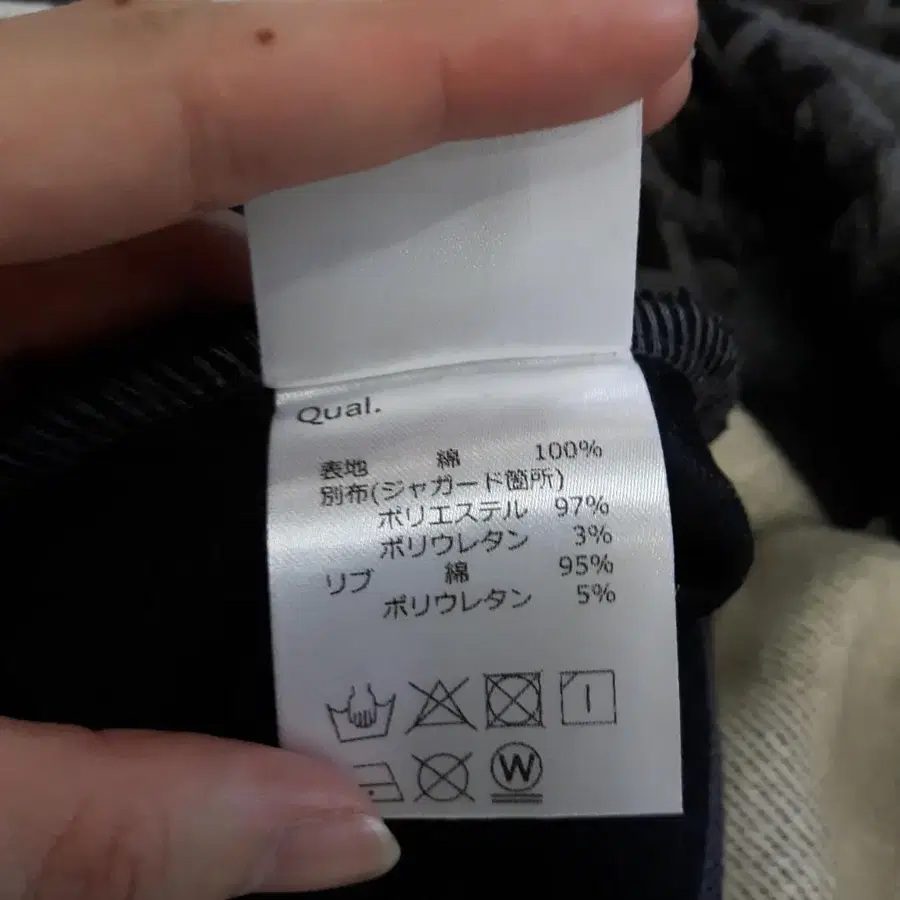 Qual.
表地 綿 100%
別布(ジャガード箇所)
ポリエステル 97%
ポリウレタン 3%
リブ 綿 95%
ポリウレタン 5%
W